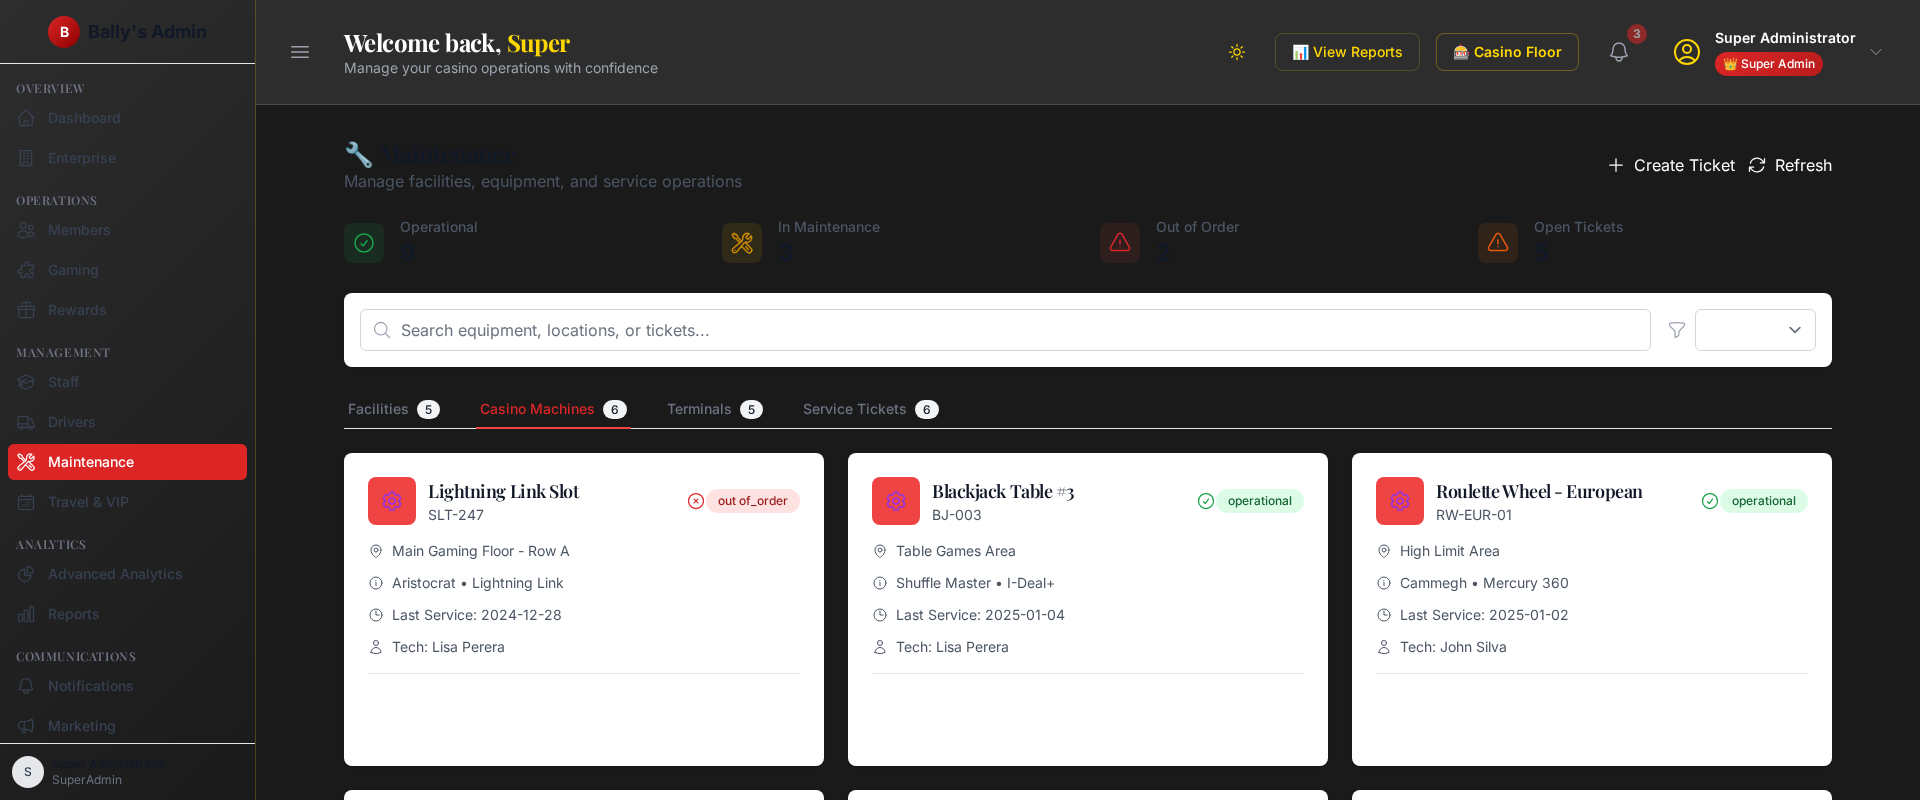 B Bally's Admin
OVERVIEW
Dashboard
Enterprise
OPERATIONS
Members
Gaming
Rewards
MANAGEMENT
Staff
Drivers
Maintenance
Travel & VIP
ANALYTICS
Advanced Analytics
Reports
COMMUNICATIONS
Notifications
Marketing
S
Super Administrator
SuperAdmin
Welcome back, Super
Manage your casino operations with confidence
📊 View Reports
🎰 Casino Floor
3
Super Administrator
👑 Super Admin
🔧 Maintenance
Manage facilities, equipment, and service operations
Create Ticket
Refresh
Operational
In Maintenance
3
Out of Order
2
Open Tickets
5
Search equipment, locations, or tickets...
Facilities 5
Casino Machines 6
Terminals 5
Service Tickets 6
Lightning Link Slot
SLT-247
out of_order
Main Gaming Floor - Row A
Aristocrat • Lightning Link
Last Service: 2024-12-28
Tech: Lisa Perera
Blackjack Table #3
BJ-003
operational
Table Games Area
Shuffle Master • I-Deal+
Last Service: 2025-01-04
Tech: Lisa Perera
Roulette Wheel - European
RW-EUR-01
operational
High Limit Area
Cammegh • Mercury 360
Last Service: 2025-01-02
Tech: John Silva